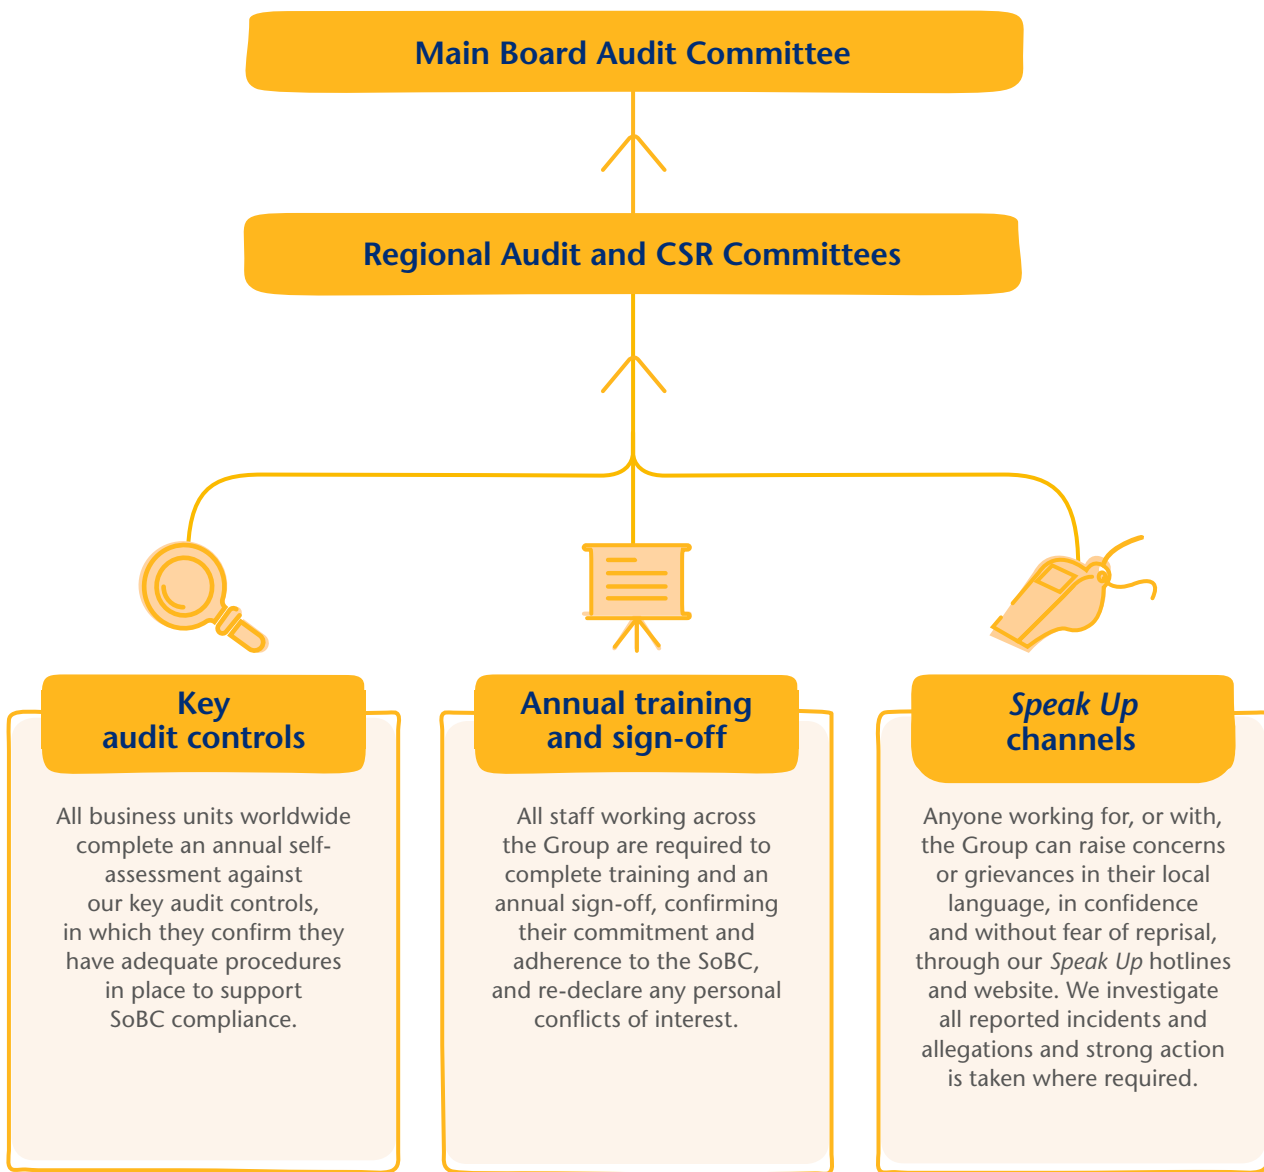 Main Board Audit Committee
Regional Audit and CSR Committees
Key
audit controls
All business units worldwide
complete an annual self-
assessment against
our key audit controls,
in which they confirm they
have adequate procedures
in place to support
SoBC compliance.
Annual training
and sign-off
All staff working across
the Group are required to
complete training and an
annual sign-off, confirming
their commitment and
adherence to the SoBC,
and re-declare any personal
conflicts of interest.
Speak Up
channels
Anyone working for, or with,
the Group can raise concerns
or grievances in their local
language, in confidence
and without fear of reprisal,
through our Speak Up hotlines
and website. We investigate
all reported incidents and
allegations and strong action
is taken where required.